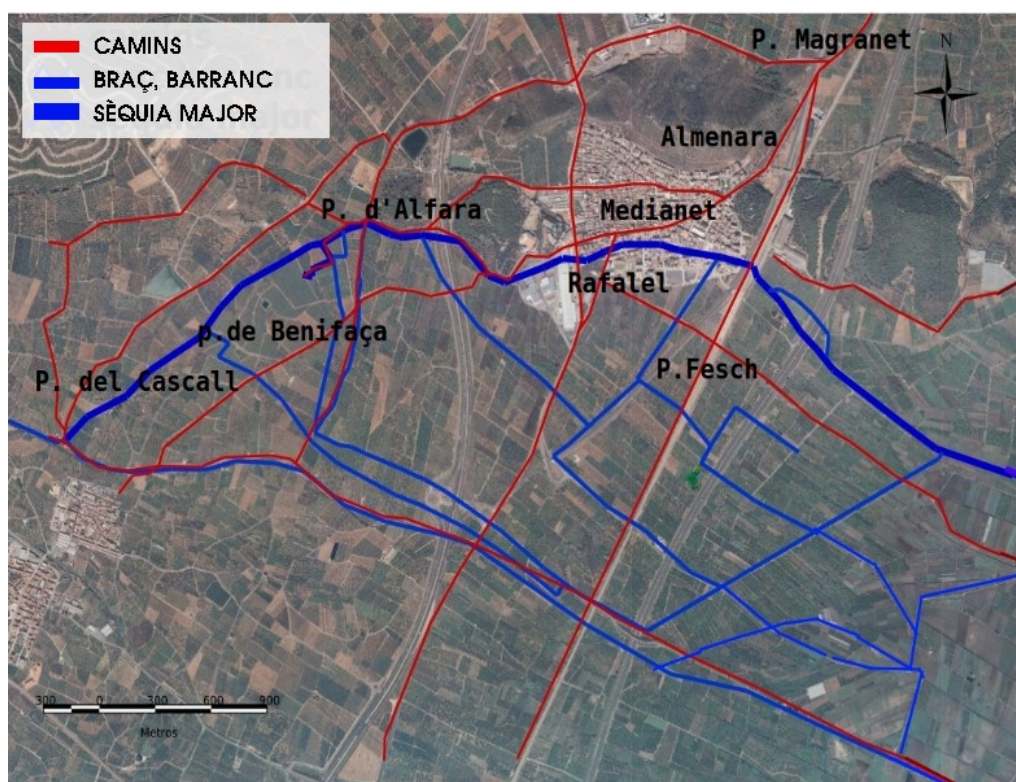 CAMINS
BRAÇ, BARRANC
SÈQUIA MAJOR
P. Magranet
N
Almenara
P. d'Alfara
Medianet
Rafalel
p.de Benifaça
P. del Cascall
P.Fesch
300 0 300 600 900
Metros